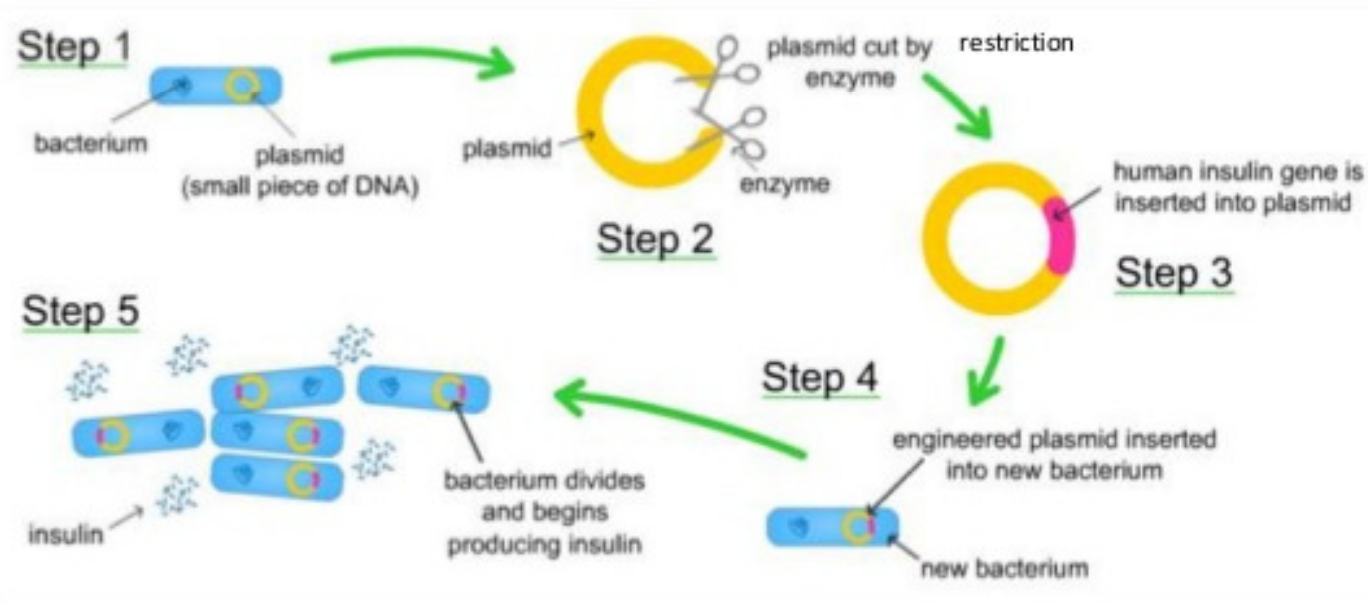 Step 1
bacterium
plasmid
(small piece of DNA)
plasmid
plasmid cut by restriction
enzyme
enzyme
Step 2
human insulin gene is
inserted into plasmid
Step 3
Step 4
engineered plasmid inserted
into new bacterium
new bacterium
Step 5
bacterium divides
and begins
producing insulin
insulin